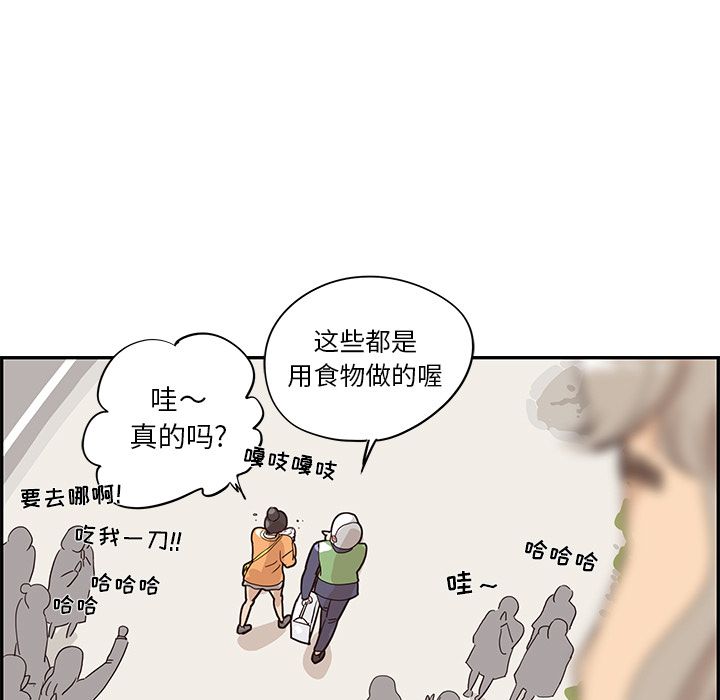 这些都是
用食物做的喔
哇～
真的吗?
嘎吱嘎吱
要去哪啊!
吃我一刀!!
哈哈哈
哈哈
哈哈哈
哇～